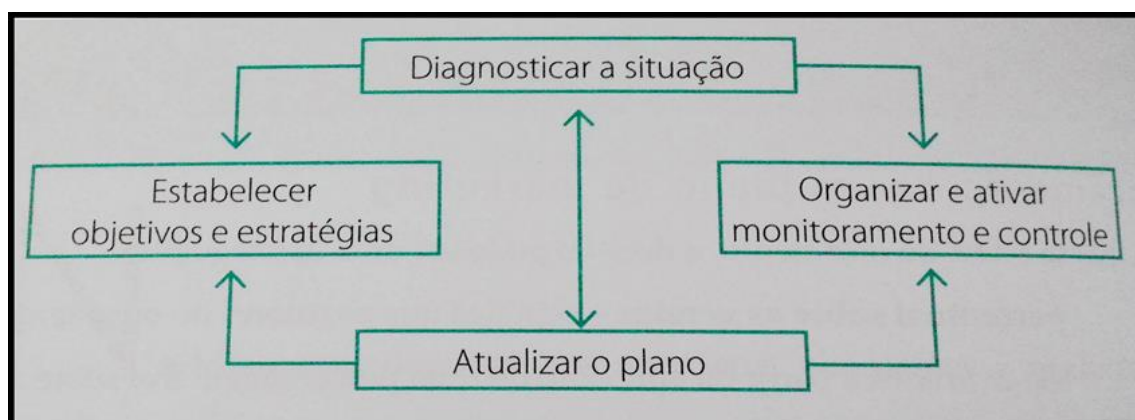 Diagnosticar a situação
Estabelecer
objetivos e estratégias
Organizar e ativar
monitoramento e controle
Atualizar o plano